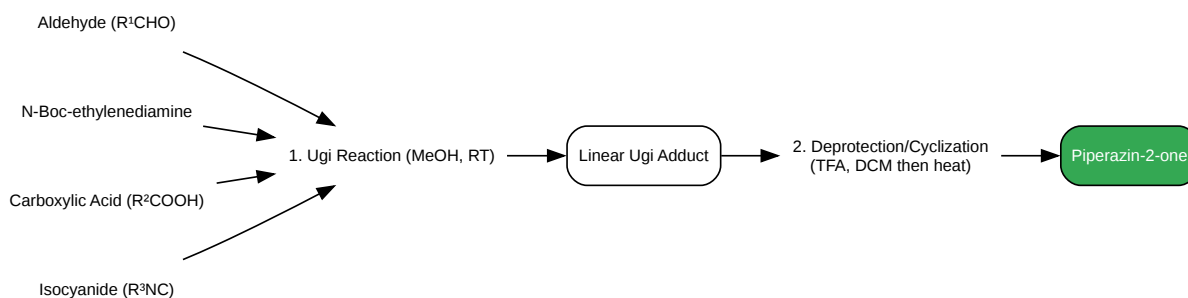 Aldehyde (R¹CHO)
N-Boc-ethylenediamine
Carboxylic Acid (R²COOH)
Isocyanide (R³NC)
1. Ugi Reaction (MeOH, RT)
Linear Ugi Adduct
2. Deprotection/Cyclization
(TFA, DCM then heat)
Piperazin-2-one